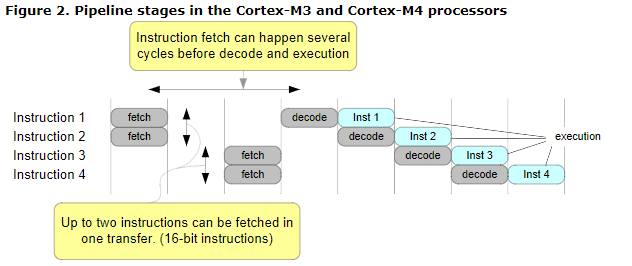 Figure 2. Pipeline stages in the Cortex-M3 and Cortex-M4 processors
Instruction fetch can happen several
cycles before decode and execution
Instruction 1 fetch decode Inst 1
Instruction 2 fetch decode Inst 2 execution
Instruction 3 fetch decode Inst 3
Instruction 4 fetch decode Inst 4
Up to two instructions can be fetched in
one transfer. (16-bit instructions)